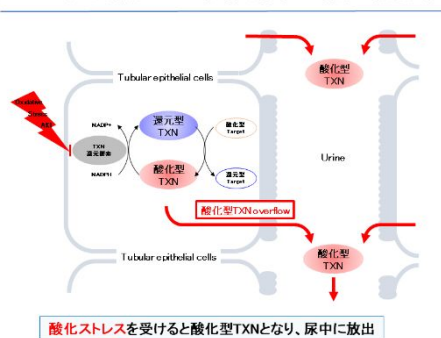 Tubular epithelial cells
酸化型
TXN
NADP+
還元型
TXN
酸化型
Target
TXN
還元酵素
酸化型
TXN
還元型
Target
Urine
酸化型TXN overflow
酸化型
TXN
Tubular epithelial cells
酸化ストレスを受けると酸化型TXNとなり、尿中に放出